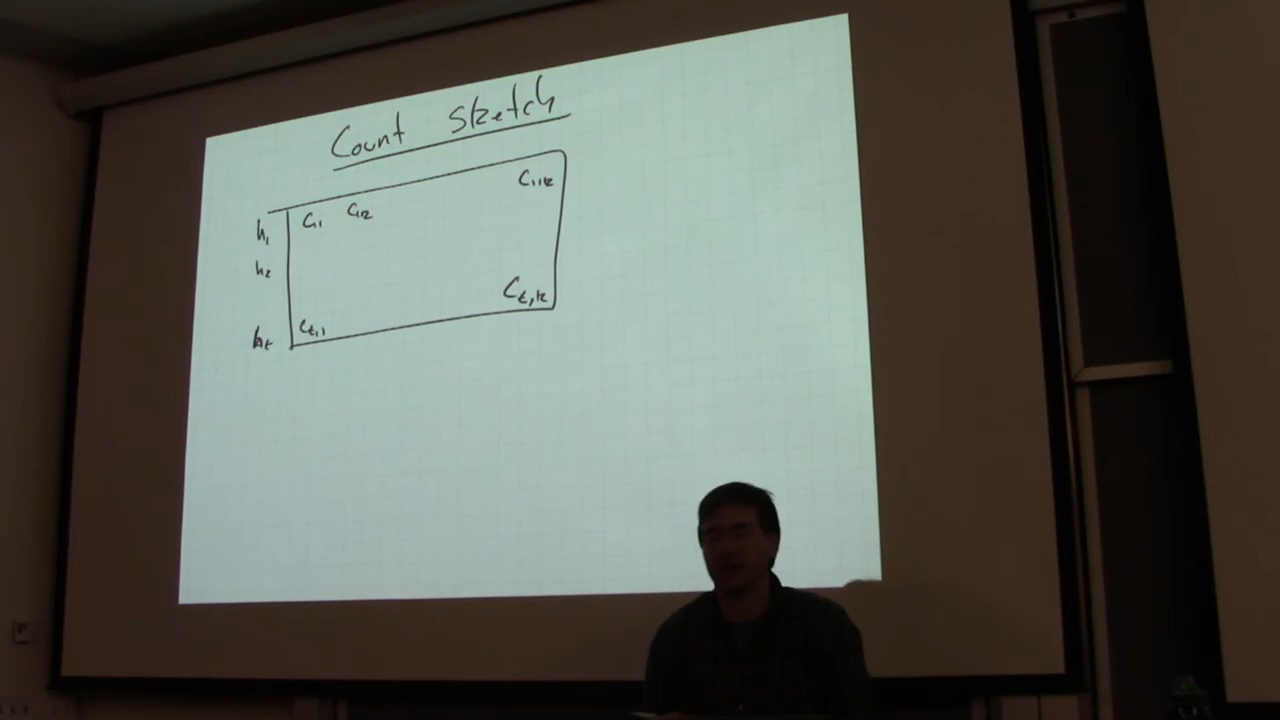 Count Sketch
h₁ C₁₁ C₁₂ C₁,ₖ
h₂
hₜ Cₜ,₁ Cₜ,ₖ